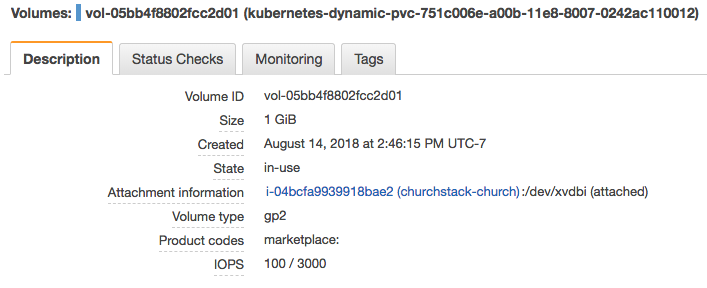 Volumes: vol-05bb4f8802fcc2d01 (kubernetes-dynamic-pvc-751c006e-a00b-11e8-8007-0242ac110012)
Description Status Checks Monitoring Tags
Volume ID vol-05bb4f8802fcc2d01
Size 1 GiB
Created August 14, 2018 at 2:46:15 PM UTC-7
State in-use
Attachment information i-04bcfa9939918bae2 (churchstack-church):/dev/xvdbi (attached)
Volume type gp2
Product codes marketplace:
IOPS 100 / 3000